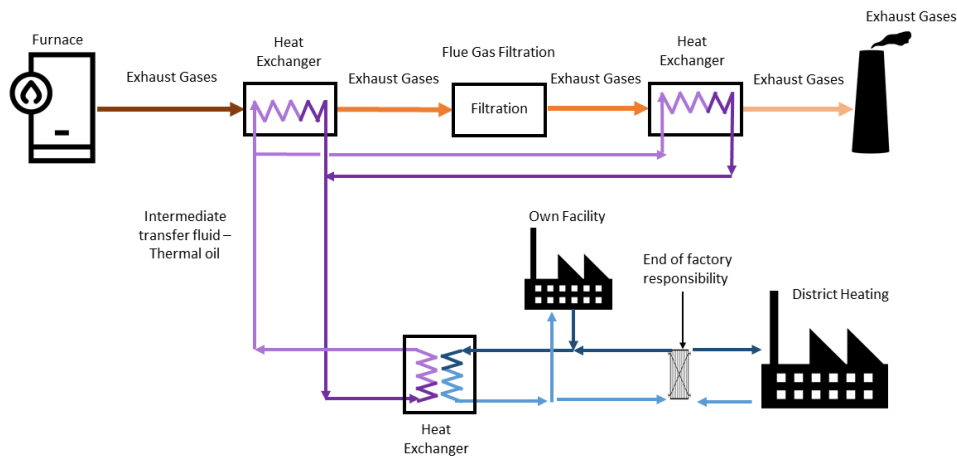 Furnace
Exhaust Gases
Heat
Exchanger
Exhaust Gases
Flue Gas Filtration
Filtration
Exhaust Gases
Heat
Exchanger
Exhaust Gases
Exhaust Gases
Intermediate
transfer fluid –
Thermal oil
Own Facility
End of factory
responsibility
District Heating
Heat
Exchanger